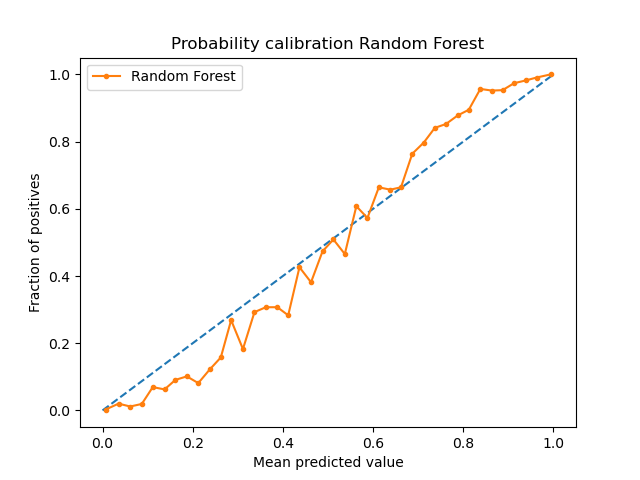 Probability calibration Random Forest
Random Forest
1.0
0.8
0.6
0.4
0.2
0.0
Fraction of positives
0.0 0.2 0.4 0.6 0.8 1.0
Mean predicted value